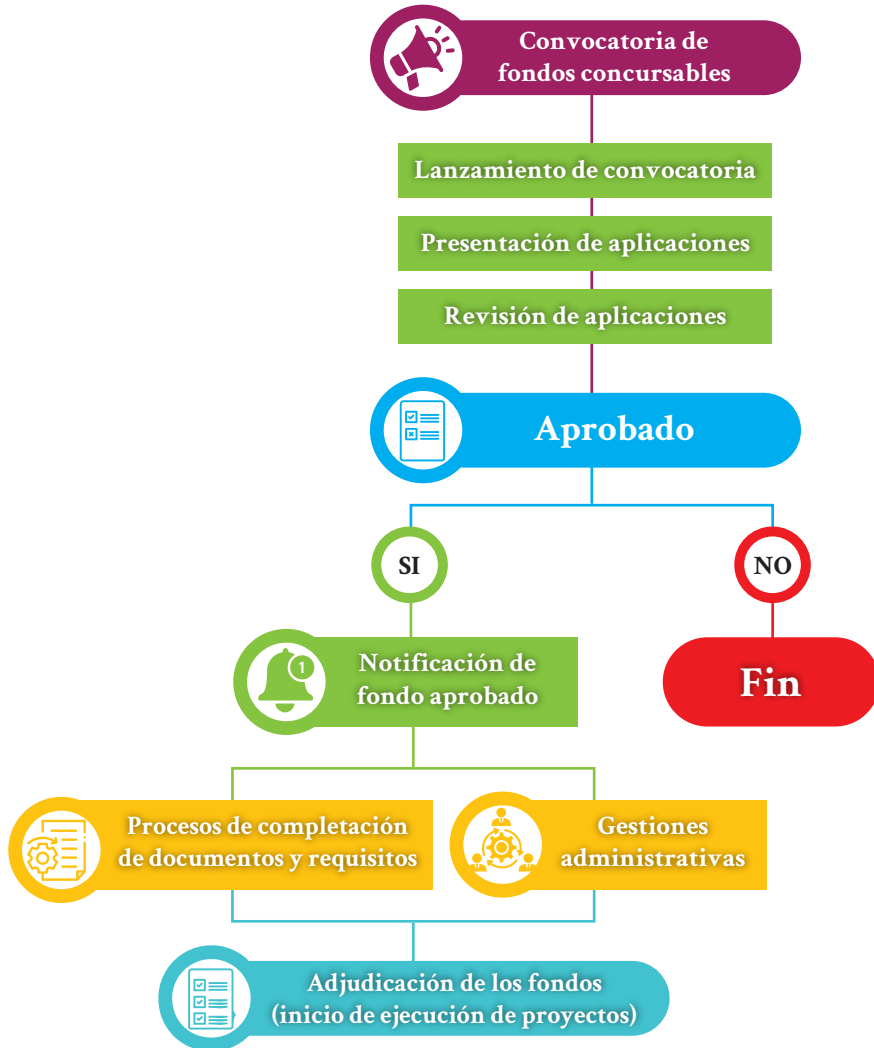 Convocatoria de
fondos concursables
Lanzamiento de convocatoria
Presentación de aplicaciones
Revisión de aplicaciones
Aprobado
SI
NO
1
Notificación de
fondo aprobado
Fin
Procesos de completación
de documentos y requisitos
Gestiones
administrativas
Adjudicación de los fondos
(inicio de ejecución de proyectos)